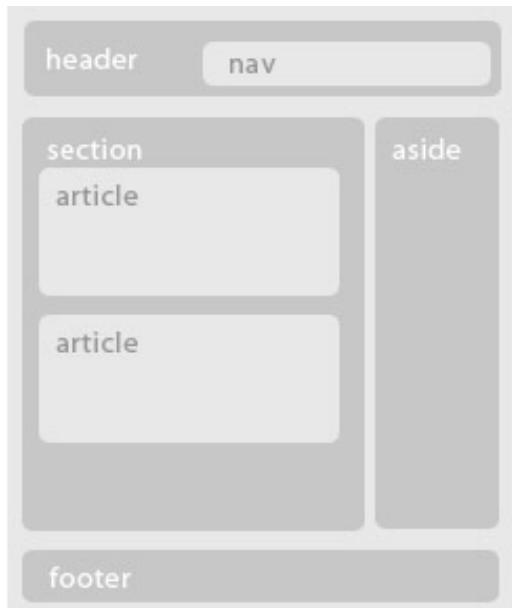 header
nav
section
aside
article
article
footer